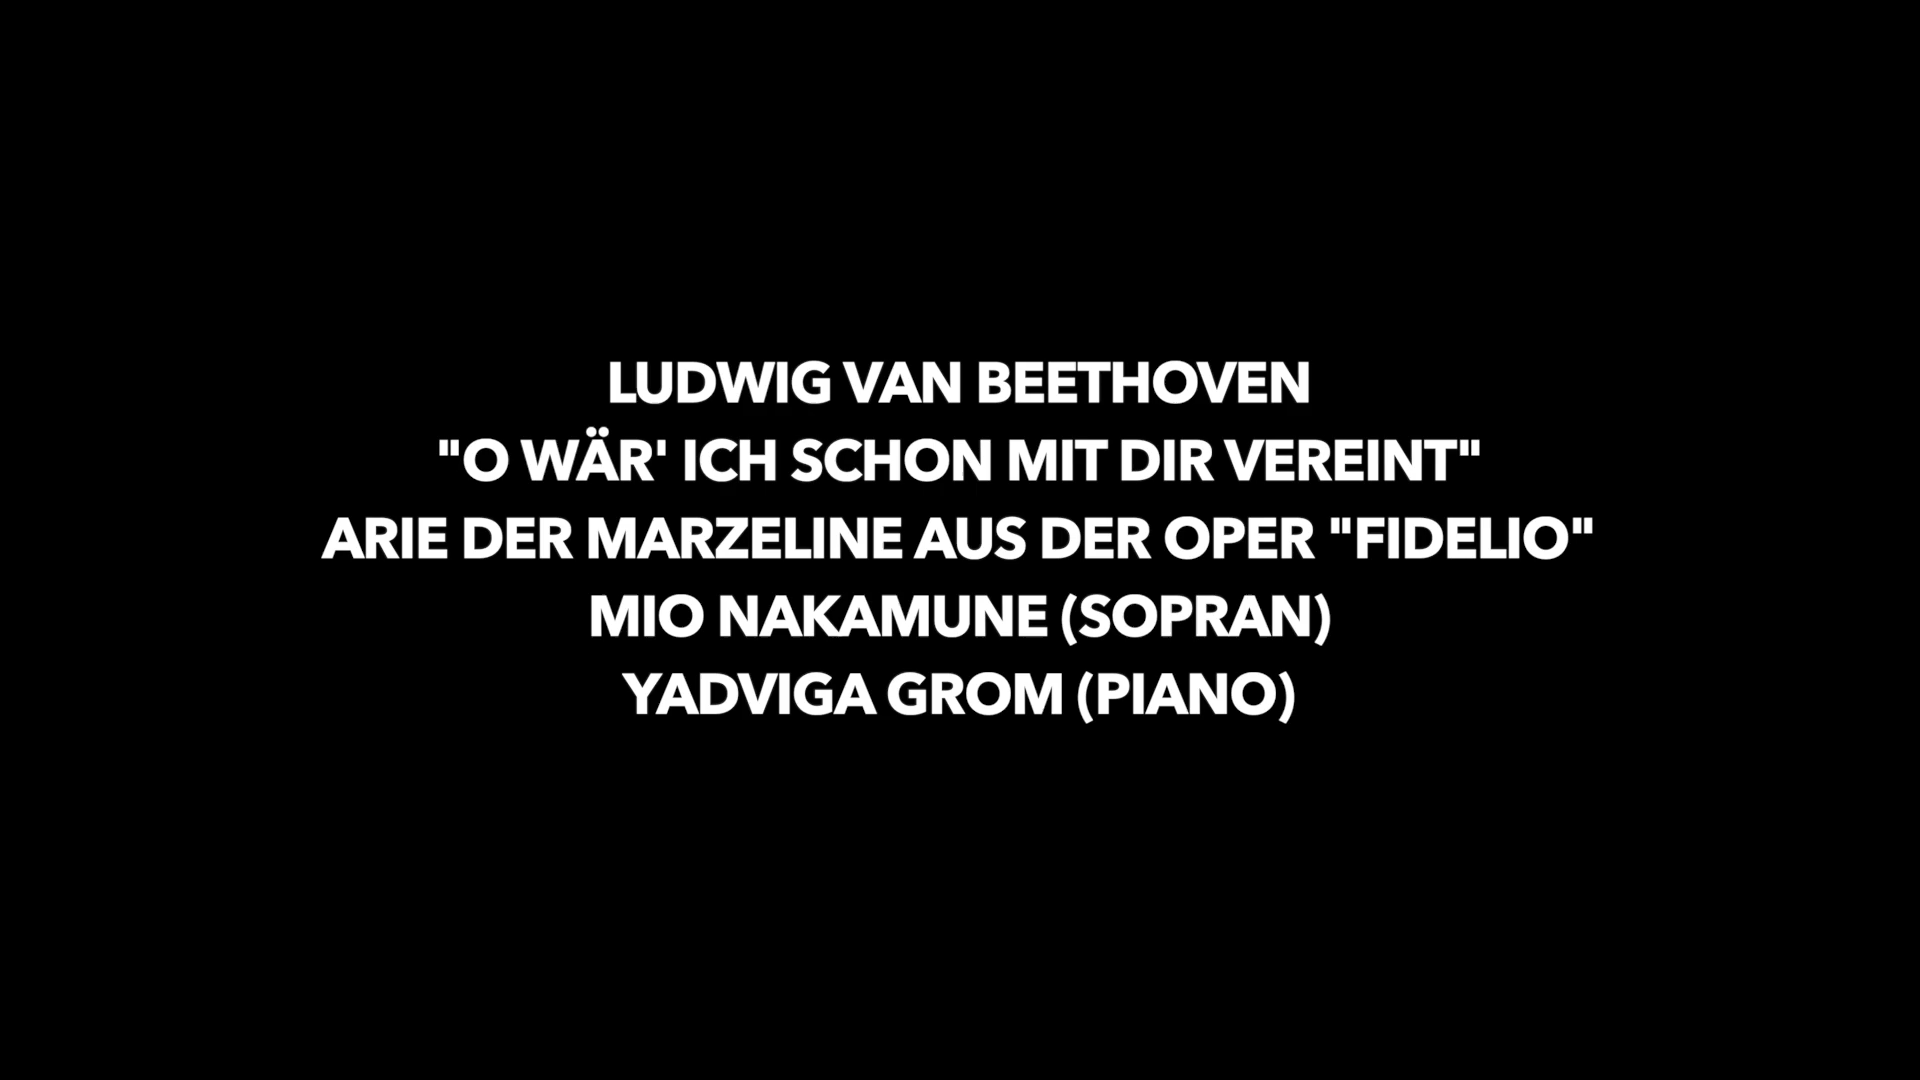 LUDWIG VAN BEETHOVEN
"O WÄR' ICH SCHON MIT DIR VEREINT"
ARIE DER MARZELINE AUS DER OPER "FIDELIO"
MIO NAKAMUNE (SOPRAN)
YADVIGA GROM (PIANO)